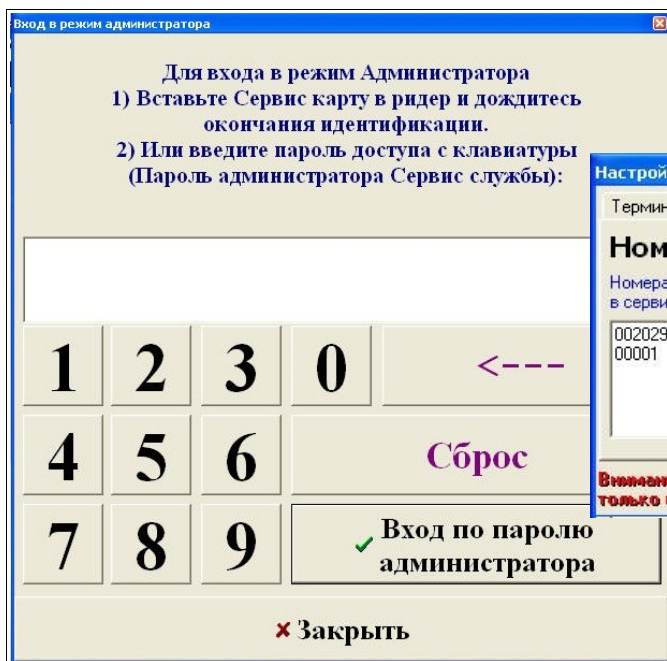 Вход в режим администратора
Для входа в режим Администратора
1) Вставьте Сервис карту в ридер и дождитесь
окончания идентификации.
2) Или введите пароль доступа с клавиатуры
(Пароль администратора Сервис службы):
1 2 3 0 <---
4 5 6 Сброс
7 8 9 Вход по паролю
администратора
Закрыть
Настрой
Термин
Ном
Номера
в серви
002029
00001
Вниман
только